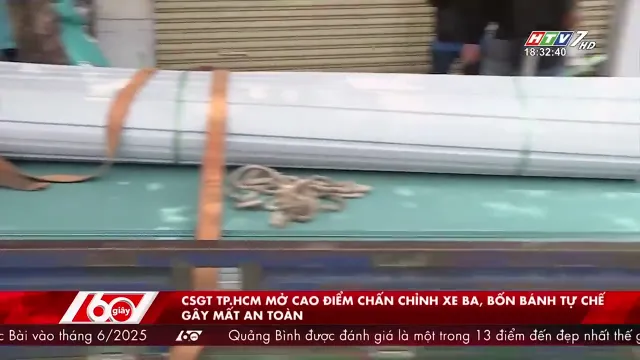 HTV7 HD
18:32:40
60 giây
CSGT TP.HCM MỞ CAO ĐIỂM CHẤN CHỈNH XE BA, BỐN BÁNH TỰ CHẾ
GÂY MẤT AN TOÀN
Bài vào tháng 6/2025 60 Quảng Bình được đánh giá là một trong 13 điểm đến đẹp nhất thế